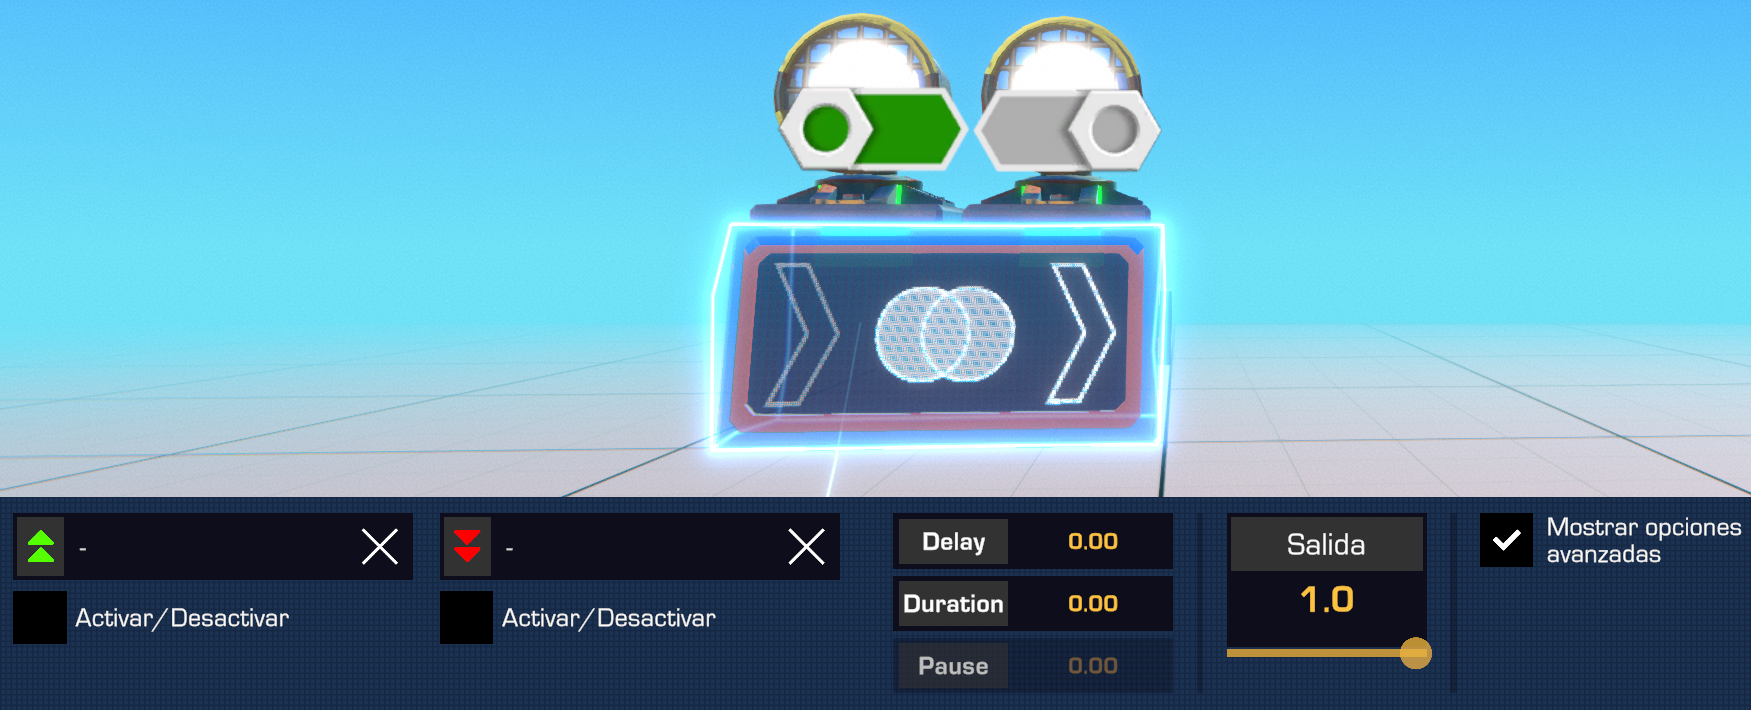 -
-
Activar/Desactivar
Activar/Desactivar
Delay 0.00
Duration 0.00
Pause 0.00
Salida
1.0
Mostrar opciones
avanzadas